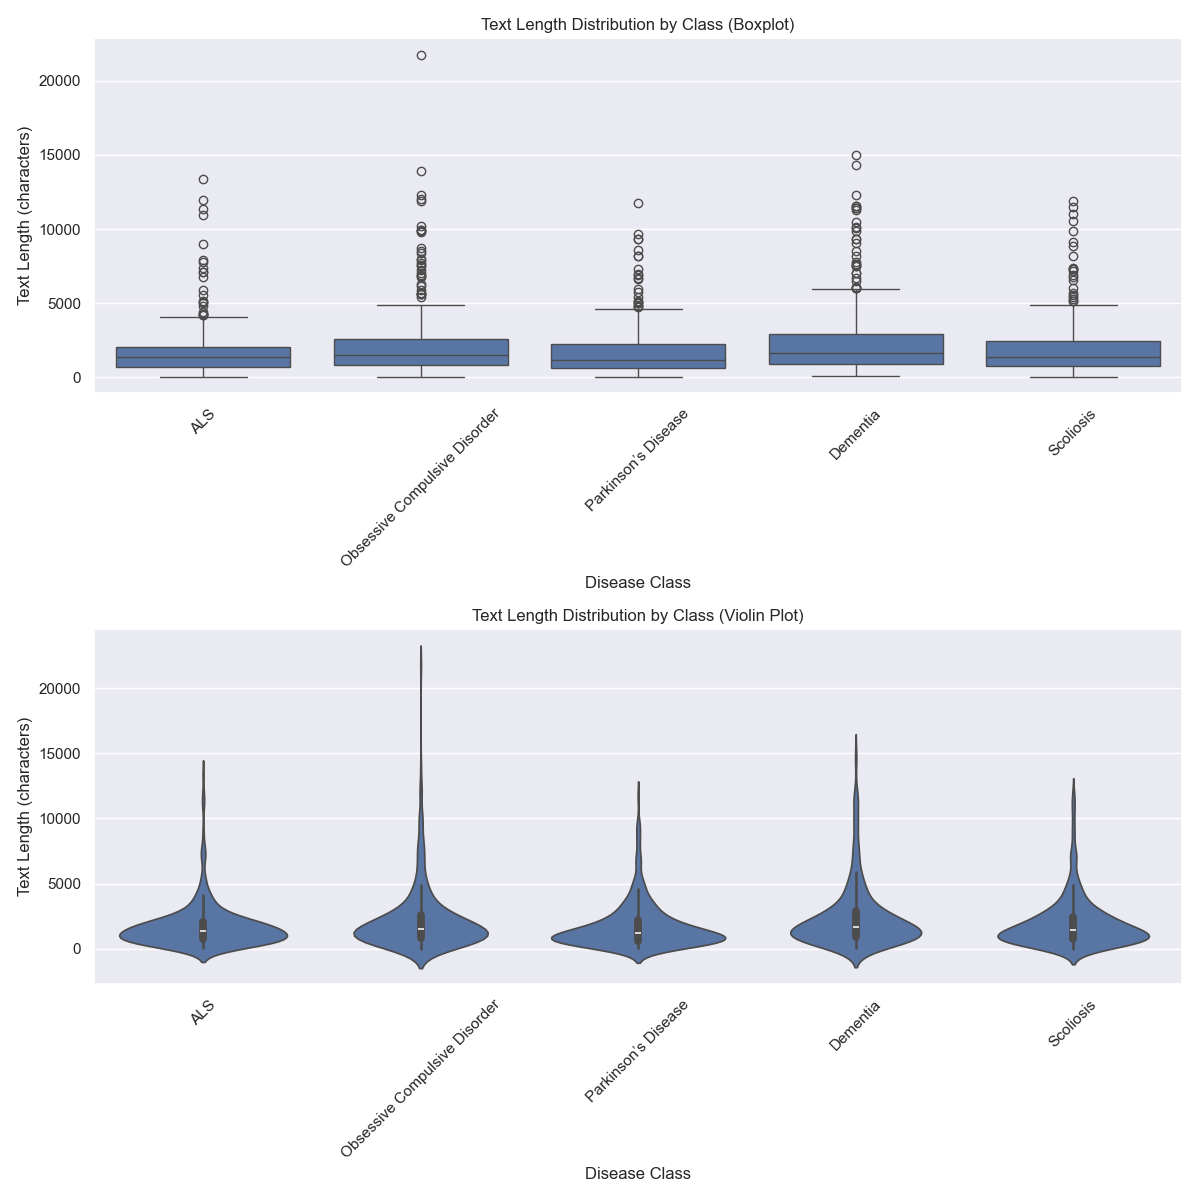 Text Length Distribution by Class (Boxplot)
Text Length (characters)
20000
15000
10000
5000
0
ALS
Obsessive Compulsive Disorder
Parkinson's Disease
Dementia
Scoliosis
Disease Class
Text Length Distribution by Class (Violin Plot)
Text Length (characters)
20000
15000
10000
5000
0
ALS
Obsessive Compulsive Disorder
Parkinson's Disease
Dementia
Scoliosis
Disease Class